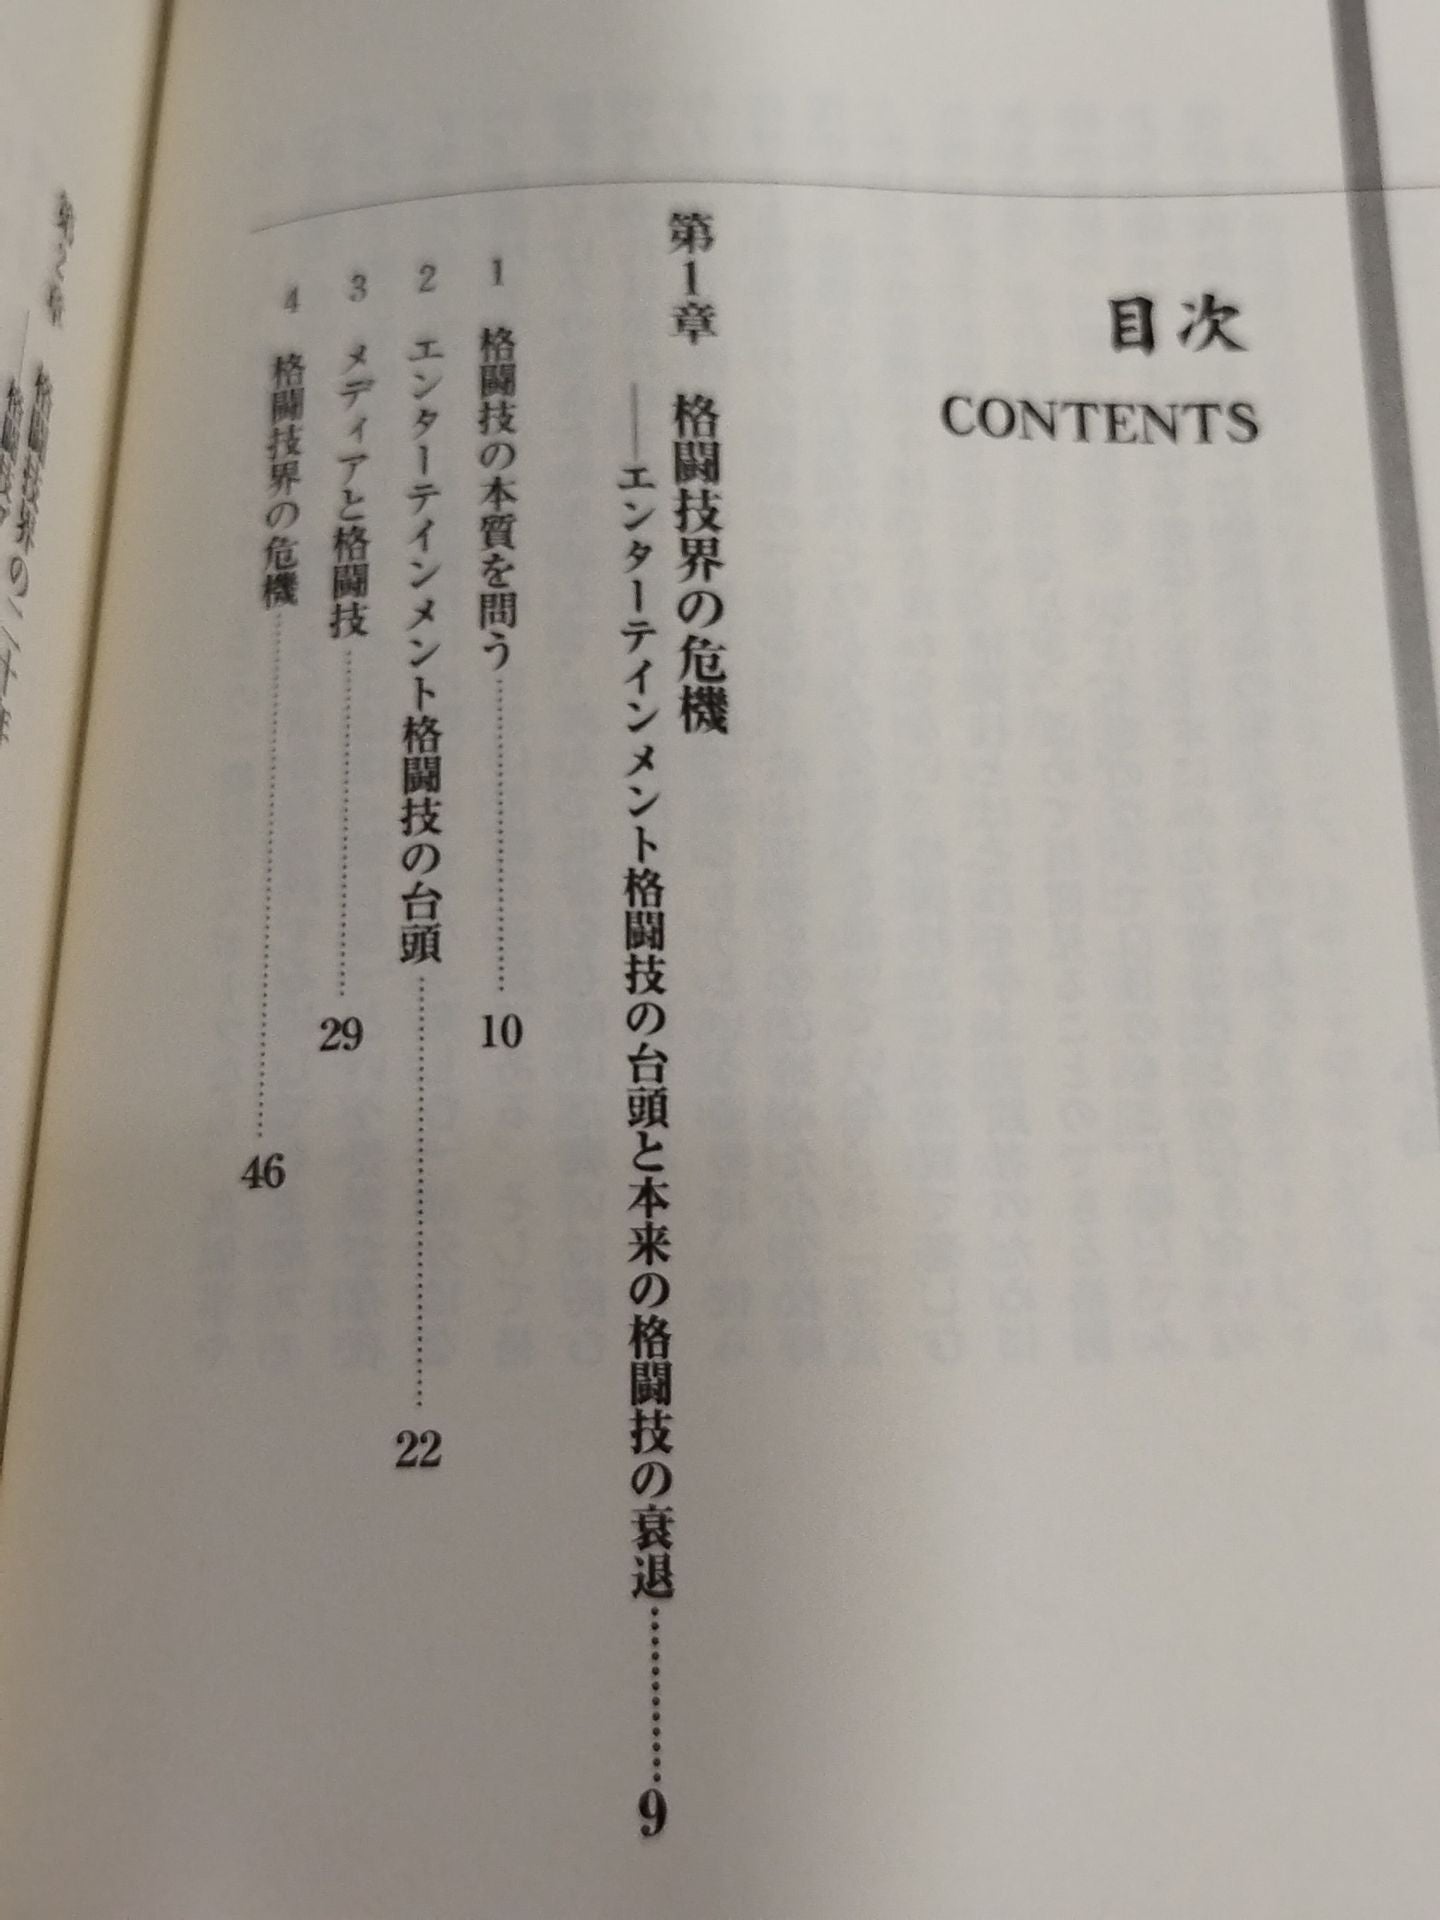 目次
CONTENTS
第1章 格闘技界の危機
――エンターテインメント格闘技の台頭と本来の格闘技の衰退…………9
1 格闘技の本質を問う…………10
2 エンターテインメント格闘技の台頭…………22
3 メディアと格闘技…………29
4 格闘技界の危機…………46